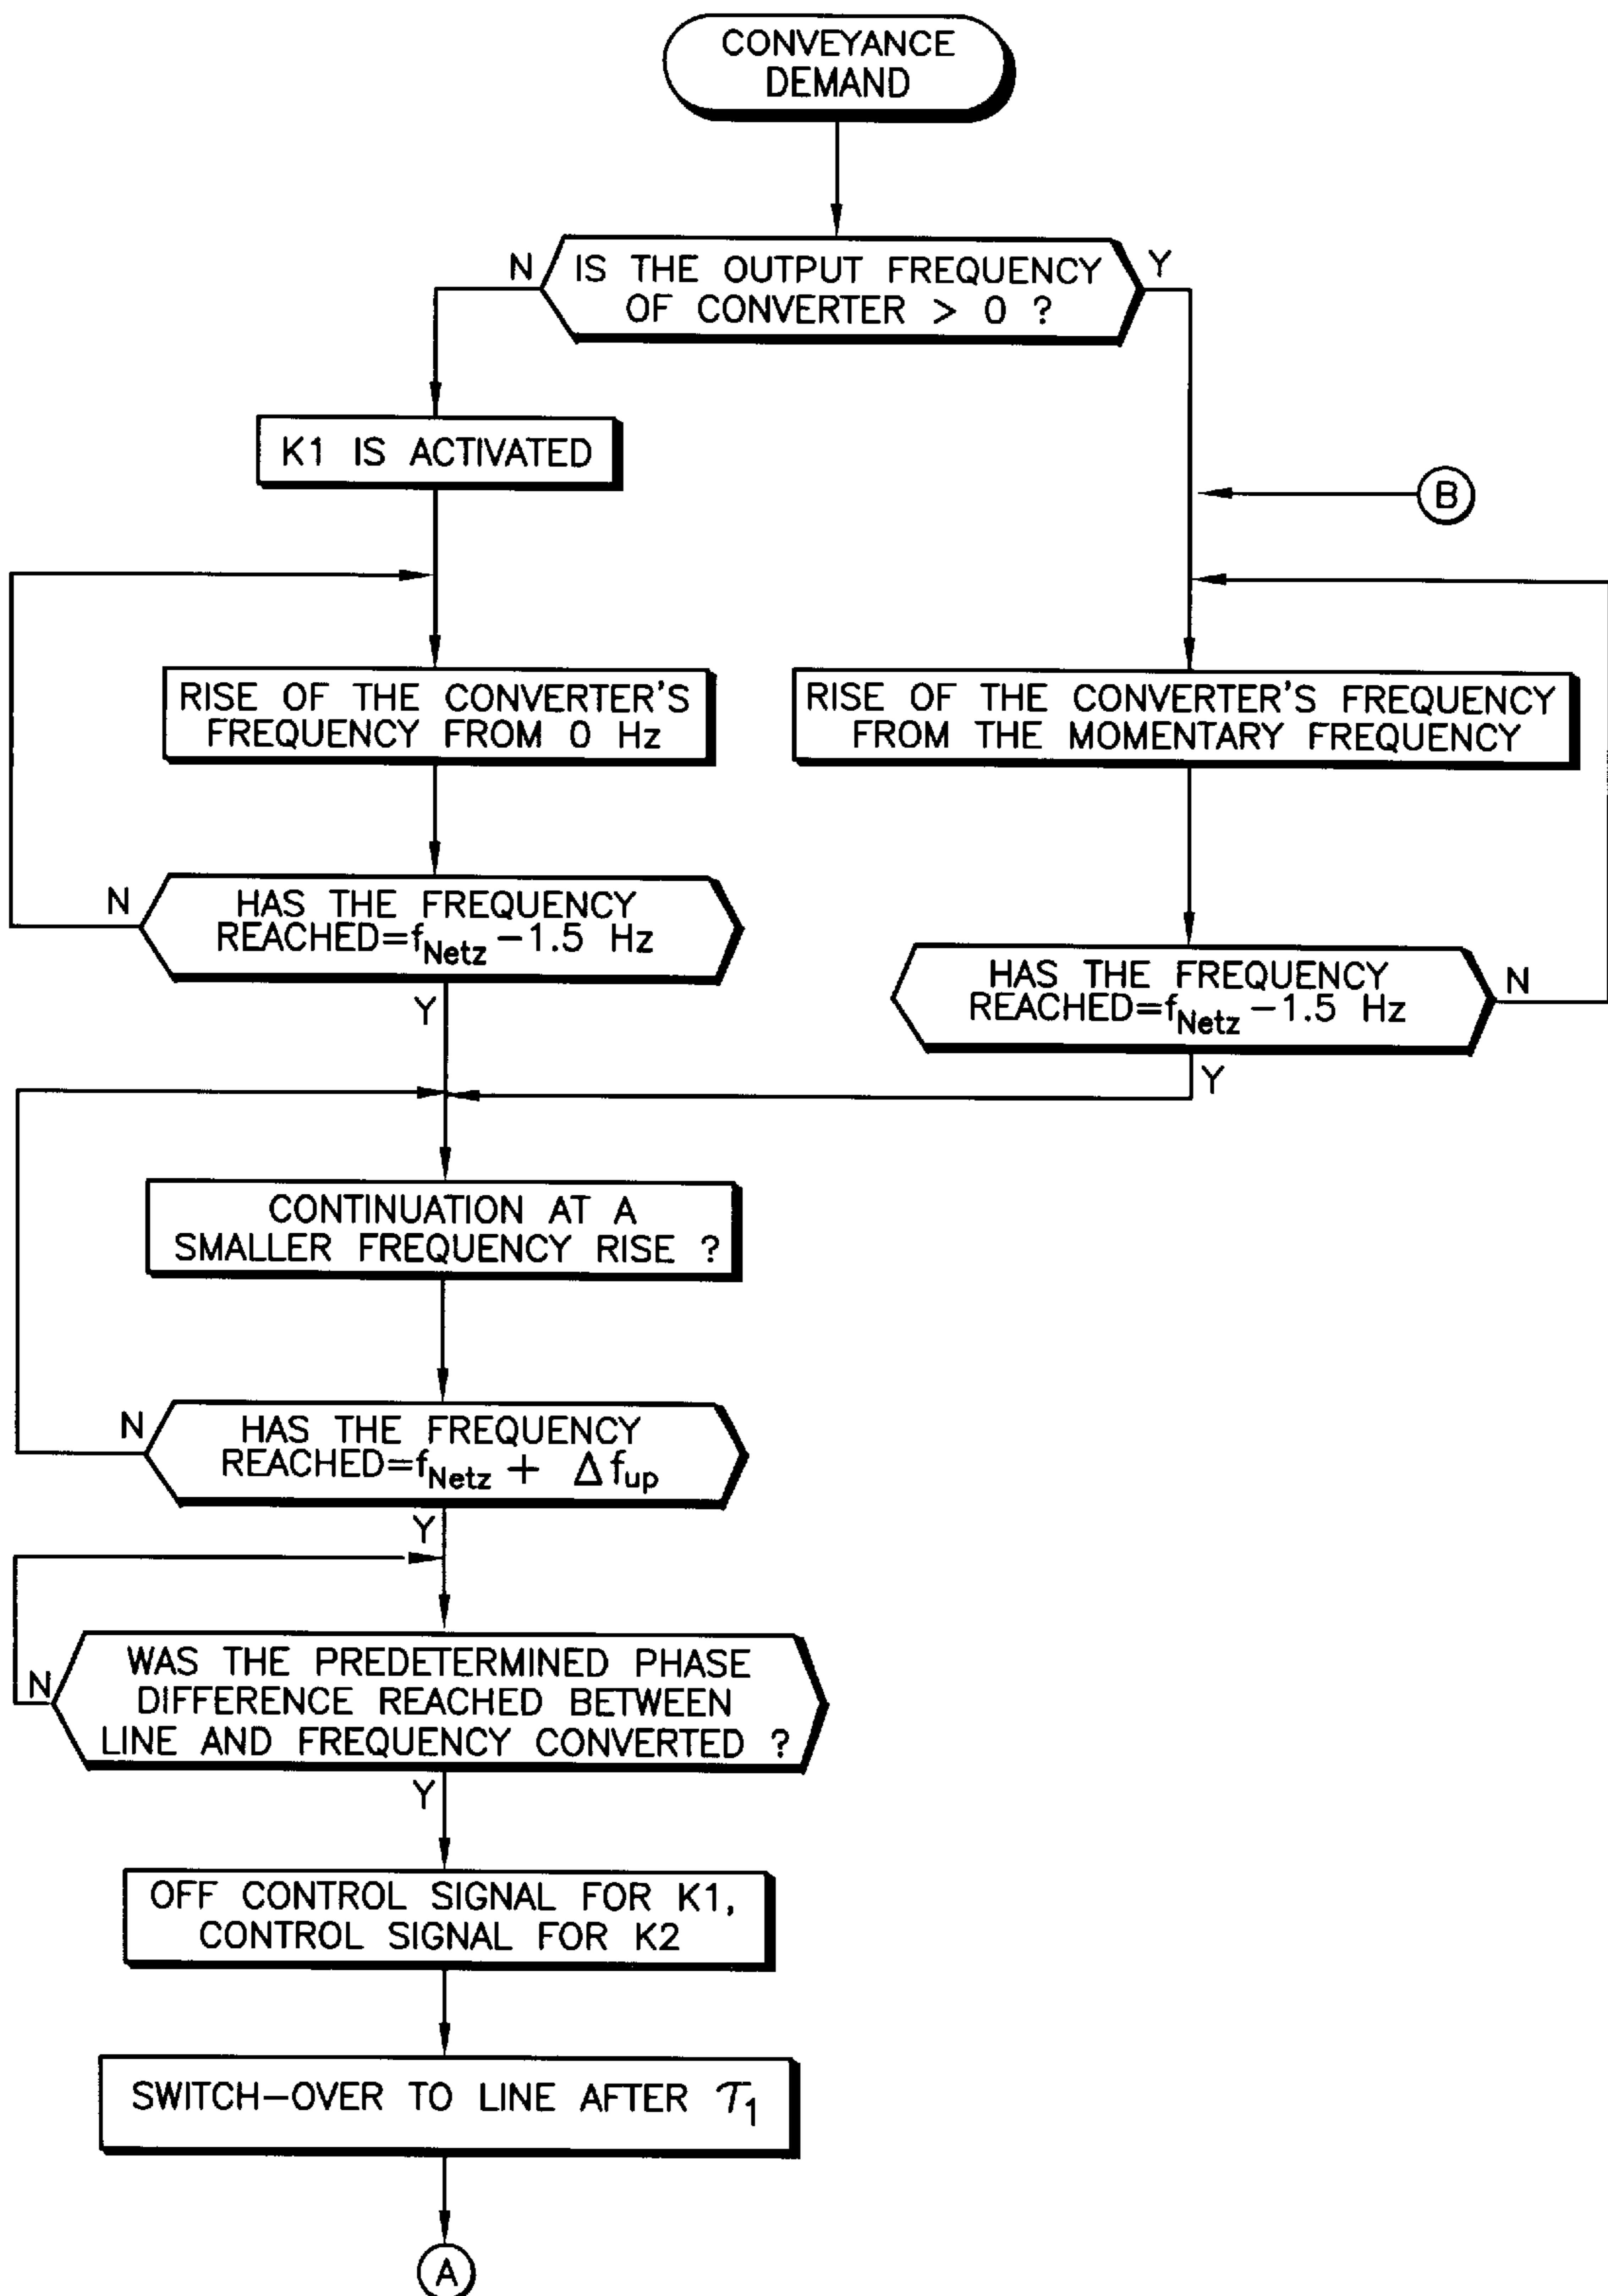 CONVEYANCE
DEMAND
N
IS THE OUTPUT FREQUENCY
OF CONVERTER > 0 ?
Y
K1 IS ACTIVATED
B
RISE OF THE CONVERTER'S
FREQUENCY FROM 0 Hz
RISE OF THE CONVERTER'S FREQUENCY
FROM THE MOMENTARY FREQUENCY
N
HAS THE FREQUENCY
REACHED=fNetz -1.5 Hz
Y
HAS THE FREQUENCY
REACHED=fNetz -1.5 Hz
N
Y
CONTINUATION AT A
SMALLER FREQUENCY RISE ?
N
HAS THE FREQUENCY
REACHED=fNetz + Δfup
Y
N
WAS THE PREDETERMINED PHASE
DIFFERENCE REACHED BETWEEN
LINE AND FREQUENCY CONVERTED ?
Y
OFF CONTROL SIGNAL FOR K1,
CONTROL SIGNAL FOR K2
SWITCH-OVER TO LINE AFTER 𝒯1
A